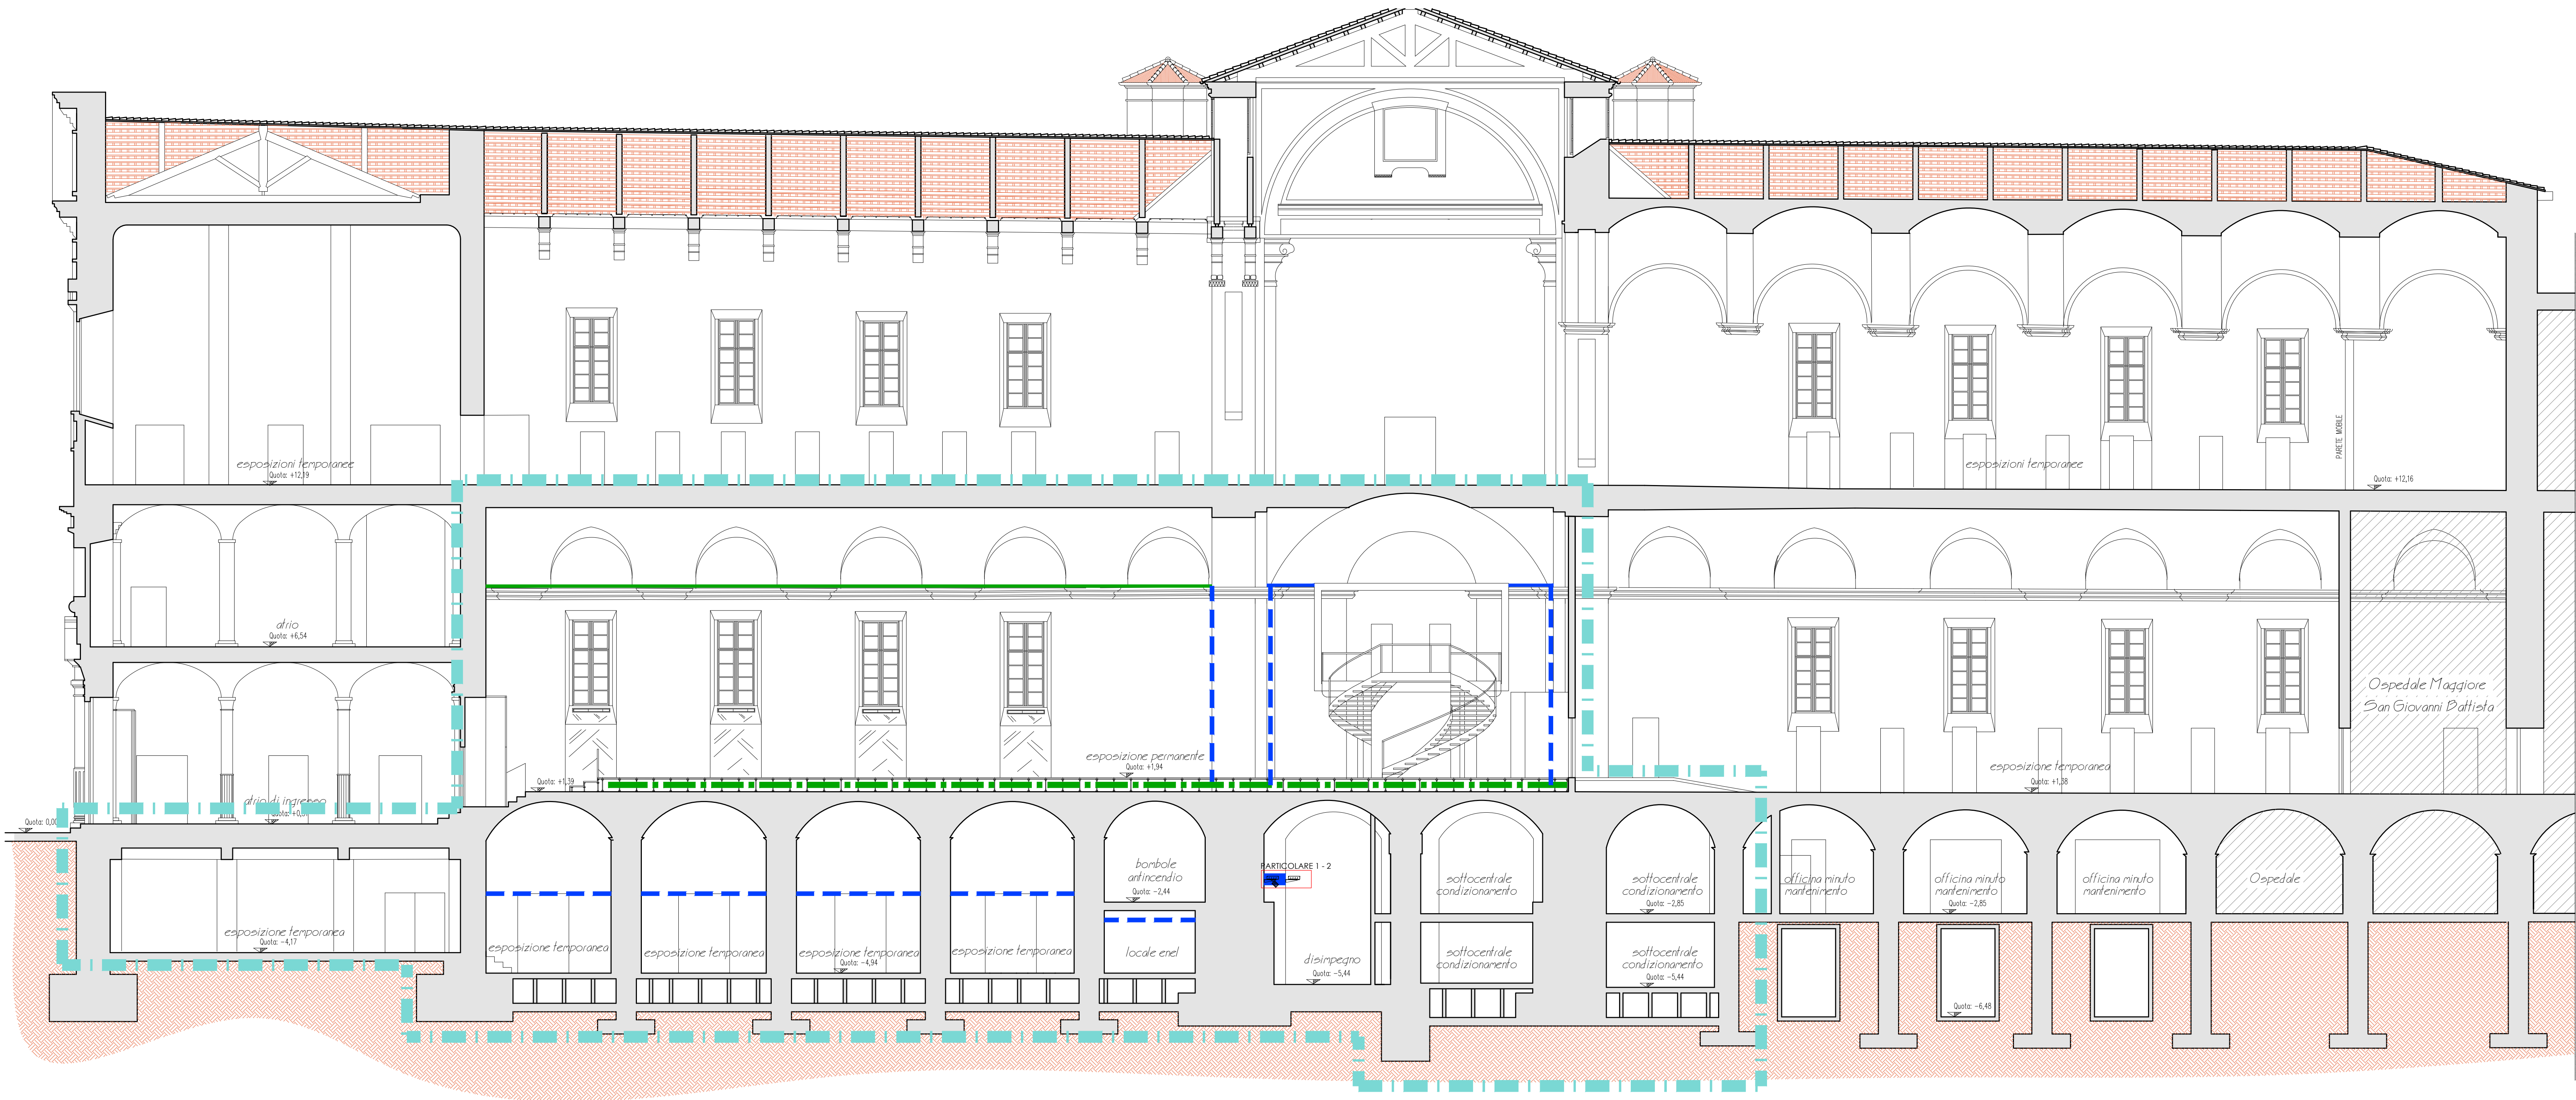 esposizioni temporanee
Quota: +12,19
esposizioni temporanee
Quota: +12,16
PARETE MOBILE
atrio
Quota: +6,54
Ospedale Maggiore
San Giovanni Battista
esposizione permanente
Quota: +1,94
Quota: +1,39
esposizione temporanea
Quota: +1,38
atrio di ingresso
Quota: 0,00
PARTICOLARE 1 - 2
bombole
antincendio
Quota: -2,44
sottocentrale
condizionamento
sottocentrale
condizionamento
Quota: -2,85
officina minuto
mantenimento
officina minuto
mantenimento
Quota: -2,85
officina minuto
mantenimento
Ospedale
esposizione temporanea
Quota: -4,17
esposizione temporanea
esposizione temporanea
esposizione temporanea
Quota: -4,94
esposizione temporanea
locale enel
disimpegno
Quota: -5,44
sottocentrale
condizionamento
sottocentrale
condizionamento
Quota: -5,44
Quota: -6,48